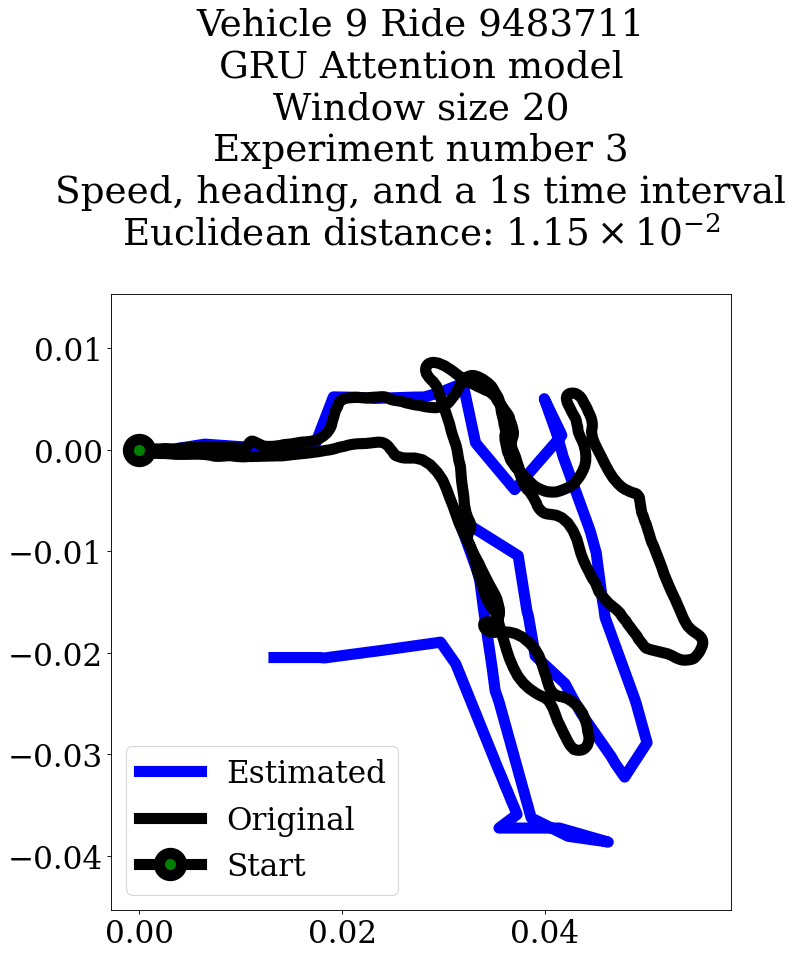 Vehicle 9 Ride 9483711
GRU Attention model
Window size 20
Experiment number 3
Speed, heading, and a 1s time interval
Euclidean distance: 1.15 × 10⁻²
0.01
0.00
−0.01
−0.02
−0.03
−0.04
Estimated
Original
Start
0.00 0.02 0.04